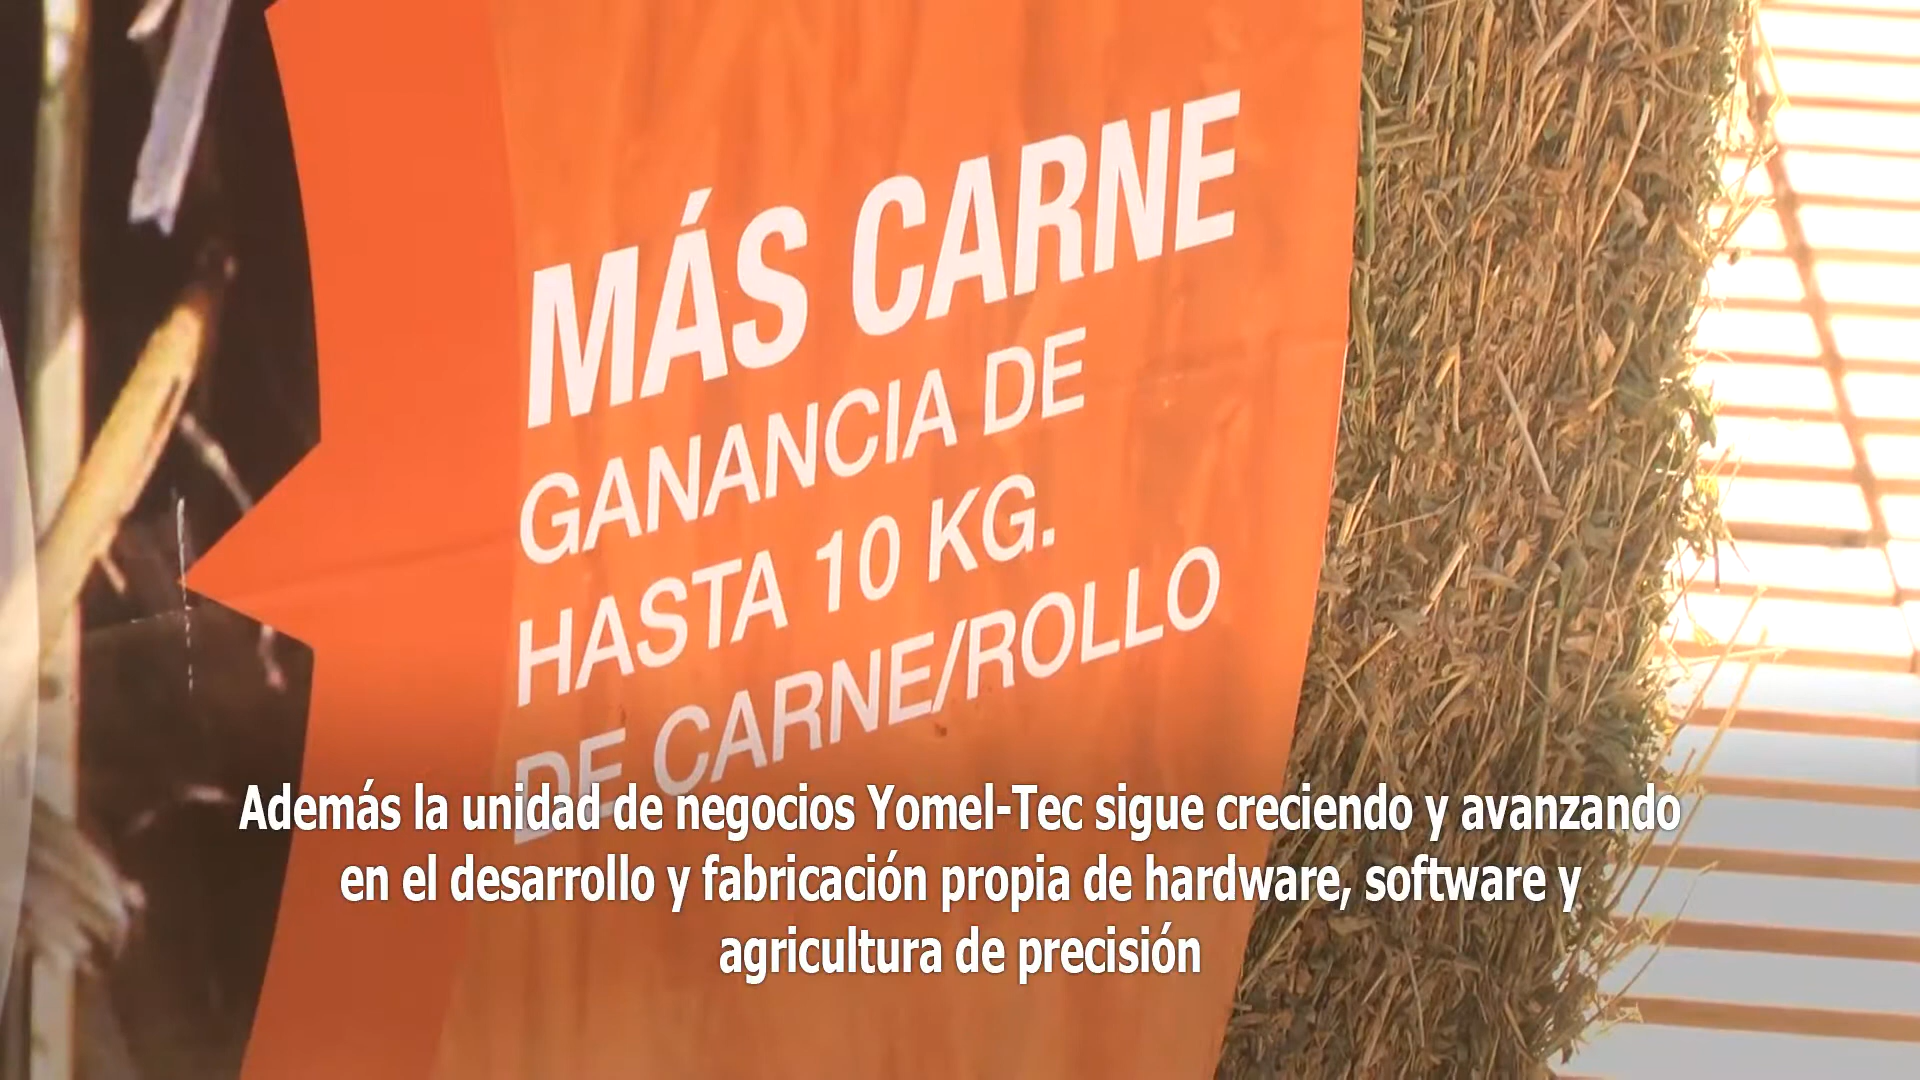 MÁS CARNE
GANANCIA DE
HASTA 10 KG.
DE CARNE/ROLLO
Además la unidad de negocios Yomel-Tec sigue creciendo y avanzando
en el desarrollo y fabricación propia de hardware, software y
agricultura de precisión